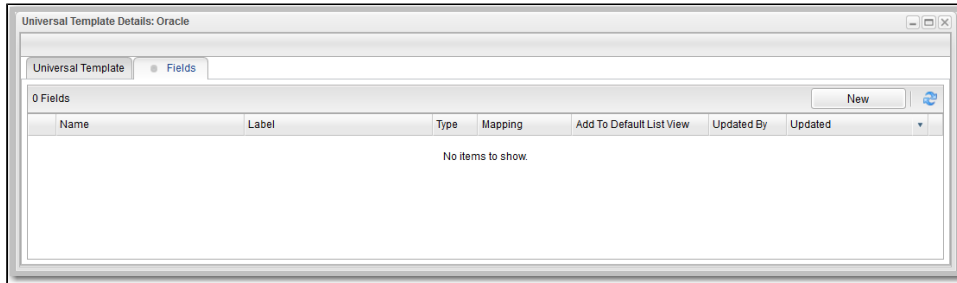 Universal Template Details: Oracle
Universal Template Fields
0 Fields New
Name Label Type Mapping Add To Default List View Updated By Updated
No items to show.